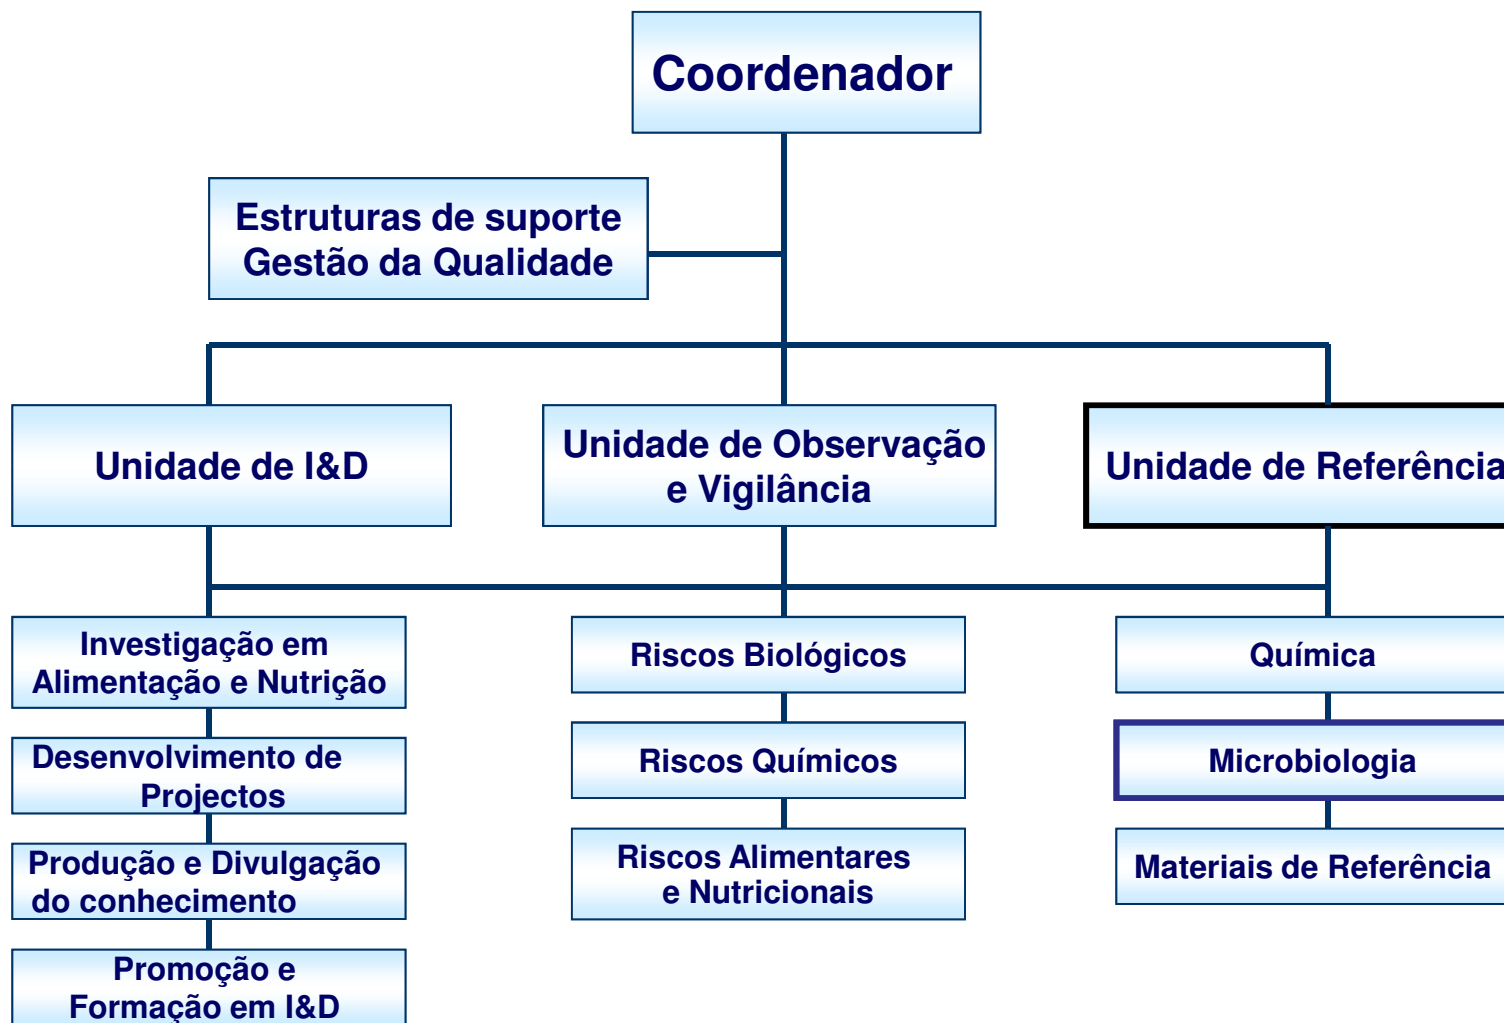 Coordenador
Estruturas de suporte
Gestão da Qualidade
Unidade de I&D
Unidade de Observação
e Vigilância
Unidade de Referência
Investigação em
Alimentação e Nutrição
Desenvolvimento de
Projectos
Produção e Divulgação
do conhecimento
Promoção e
Formação em I&D
Riscos Biológicos
Riscos Químicos
Riscos Alimentares
e Nutricionais
Química
Microbiologia
Materiais de Referência